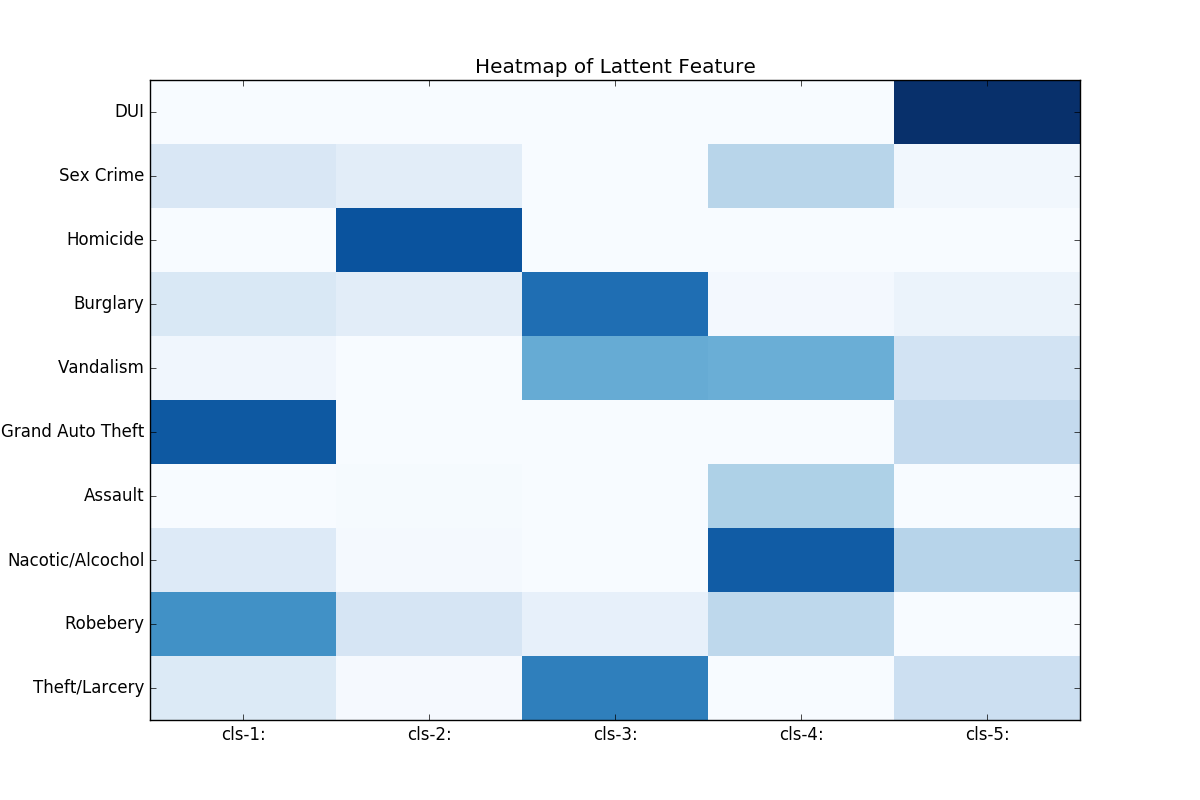 Heatmap of Lattent Feature
DUI
Sex Crime
Homicide
Burglary
Vandalism
Grand Auto Theft
Assault
Nacotic/Alcochol
Robebery
Theft/Larcery
cls-1: cls-2: cls-3: cls-4: cls-5: